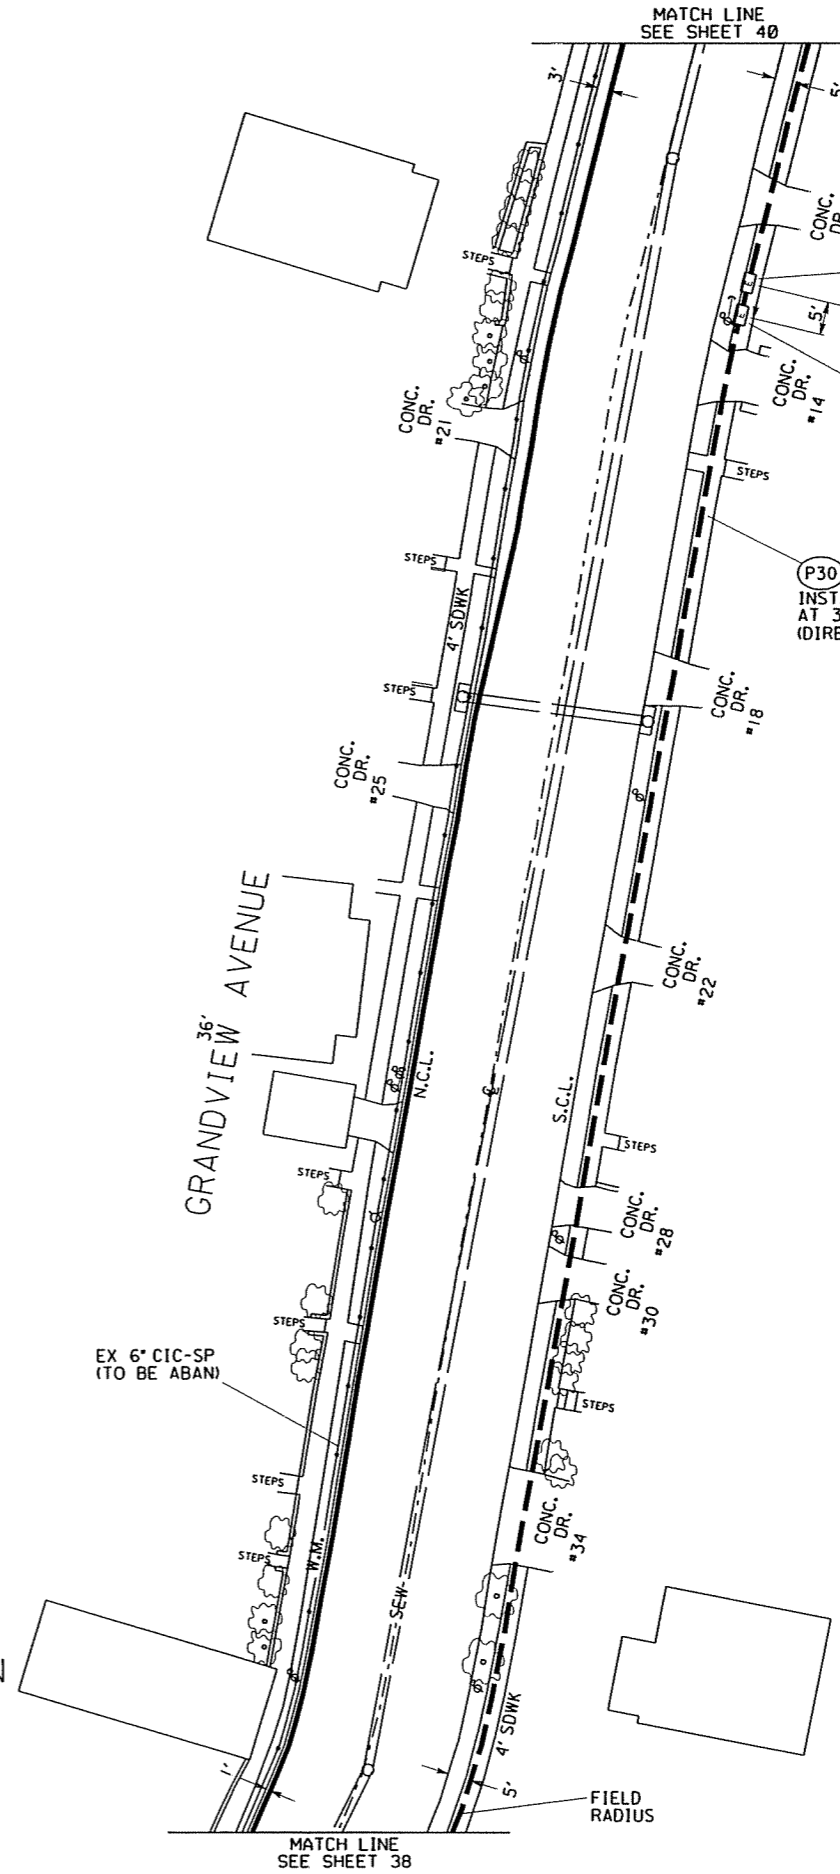 MATCH LINE
SEE SHEET 40
3'
5'
CONC.
STEPS
E
E
5'
CONC.
DR.
#14
CONC.
DR.
#21
STEPS
P30
INST
AT 3
(DIRE
STEPS
4' SDWK
STEPS
CONC.
DR.
#18
CONC.
DR.
#25
GRANDVIEW AVENUE
36'
CONC.
DR.
#22
N.C.L.
S.C.L.
STEPS
STEPS
CONC.
DR.
#28
CONC.
DR.
#30
STEPS
EX 6" CIC-SP
(TO BE ABAN)
STEPS
STEPS
CONC.
DR.
#34
STEPS
W.M.
SEW
4' SDWK
1'
5'
FIELD
RADIUS
MATCH LINE
SEE SHEET 38